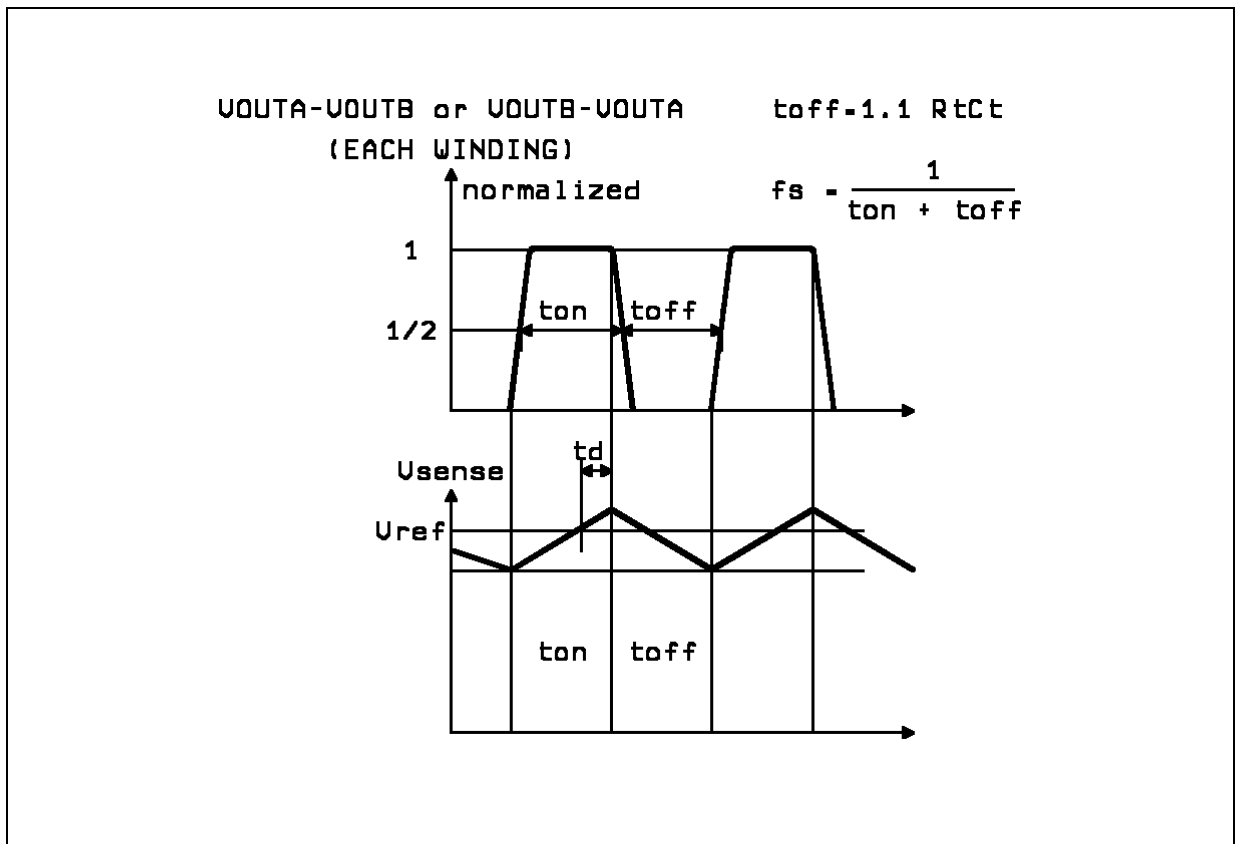 VOUTA-VOUTB or VOUTB-VOUTA
(EACH WINDING)
toff=1.1 RtCt
fs = 1
ton + toff
normalized
1
1/2
ton
toff
td
Vsense
Vref
ton
toff